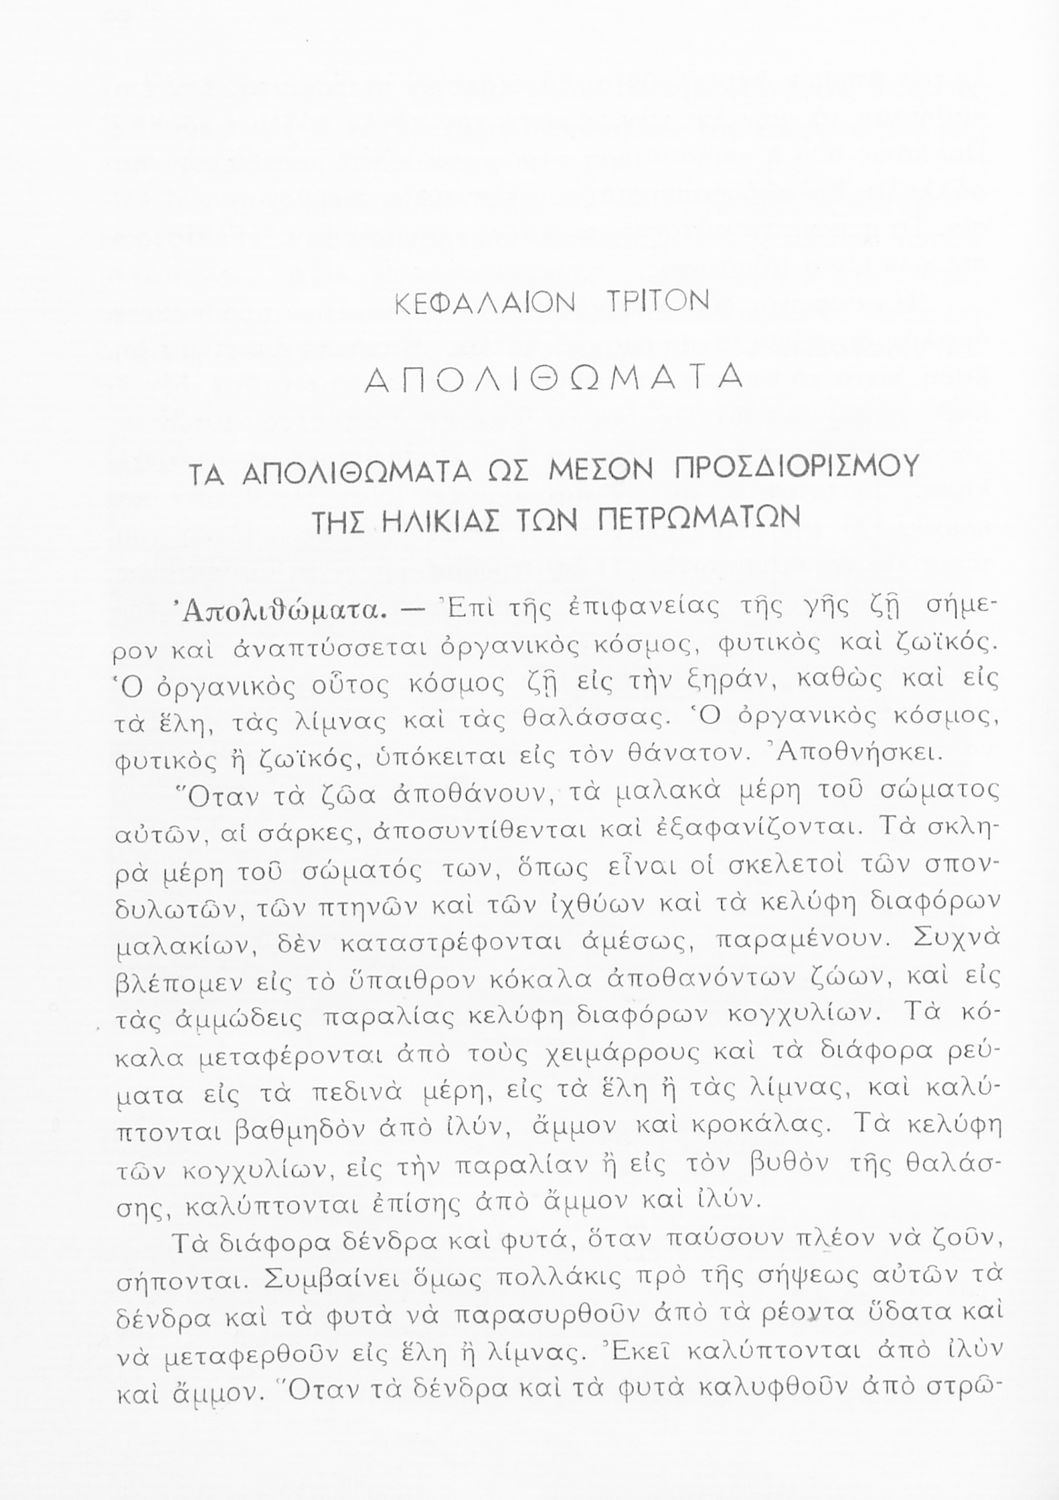 ΚΕΦΑΛΑΙΟΝ ΤΡΙΤΟΝ
ΑΠΟΛΙΘΩΜΑΤΑ
ΤΑ ΑΠΟΛΙΘΩΜΑΤΑ ΩΣ ΜΕΣΟΝ ΠΡΟΣΔΙΟΡΙΣΜΟΥ
ΤΗΣ ΗΛΙΚΙΑΣ ΤΩΝ ΠΕΤΡΩΜΑΤΩΝ
Ἀπολιθώματα. — Ἐπὶ τῆς ἐπιφανείας τῆς γῆς ζῇ σήμε-
ρον καὶ ἀναπτύσσεται ὀργανικὸς κόσμος, φυτικὸς καὶ ζωϊκός.
Ὁ ὀργανικὸς οὗτος κόσμος ζῇ εἰς τὴν ξηράν, καθὼς καὶ εἰς
τὰ ἕλη, τὰς λίμνας καὶ τὰς θαλάσσας. Ὁ ὀργανικὸς κόσμος,
φυτικὸς ἢ ζωϊκός, ὑπόκειται εἰς τὸν θάνατον. Ἀποθνήσκει.
Ὅταν τὰ ζῶα ἀποθάνουν, τὰ μαλακὰ μέρη τοῦ σώματος
αὐτῶν, αἱ σάρκες, ἀποσυντίθενται καὶ ἐξαφανίζονται. Τὰ σκλη-
ρὰ μέρη τοῦ σώματός των, ὅπως εἶναι οἱ σκελετοὶ τῶν σπον-
δυλωτῶν, τῶν πτηνῶν καὶ τῶν ἰχθύων καὶ τὰ κελύφη διαφόρων
μαλακίων, δὲν καταστρέφονται ἀμέσως, παραμένουν. Συχνὰ
βλέπομεν εἰς τὸ ὕπαιθρον κόκαλα ἀποθανόντων ζώων, καὶ εἰς
τὰς ἀμμώδεις παραλίας κελύφη διαφόρων κογχυλίων. Τὰ κό-
καλα μεταφέρονται ἀπὸ τοὺς χειμάρρους καὶ τὰ διάφορα ρεύ-
ματα εἰς τὰ πεδινὰ μέρη, εἰς τὰ ἕλη ἢ τὰς λίμνας, καὶ καλύ-
πτονται βαθμηδὸν ἀπὸ ἰλύν, ἄμμον καὶ κροκάλας. Τὰ κελύφη
τῶν κογχυλίων, εἰς τὴν παραλίαν ἢ εἰς τὸν βυθὸν τῆς θαλάσ-
σης, καλύπτονται ἐπίσης ἀπὸ ἄμμον καὶ ἰλύν.
Τὰ διάφορα δένδρα καὶ φυτά, ὅταν παύσουν πλέον νὰ ζοῦν,
σήπονται. Συμβαίνει ὅμως πολλάκις πρὸ τῆς σήψεως αὐτῶν τὰ
δένδρα καὶ τὰ φυτὰ νὰ παρασυρθοῦν ἀπὸ τὰ ρέοντα ὕδατα καὶ
νὰ μεταφερθοῦν εἰς ἕλη ἢ λίμνας. Ἐκεῖ καλύπτονται ἀπὸ ἰλὺν
καὶ ἄμμον. Ὅταν τὰ δένδρα καὶ τὰ φυτὰ καλυφθοῦν ἀπὸ στρῶ-